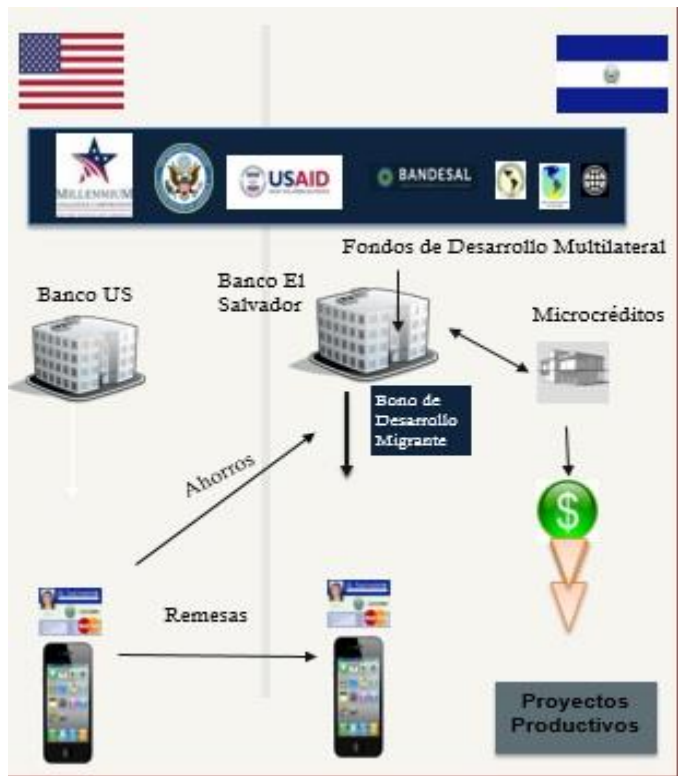 MILLENNIUM
USAID
BANDESAL
Fondos de Desarrollo Multilateral
Banco US
Banco El
Salvador
Microcréditos
Bono de
Desarrollo
Migrante
Ahorros
Remesas
$
Proyectos
Productivos